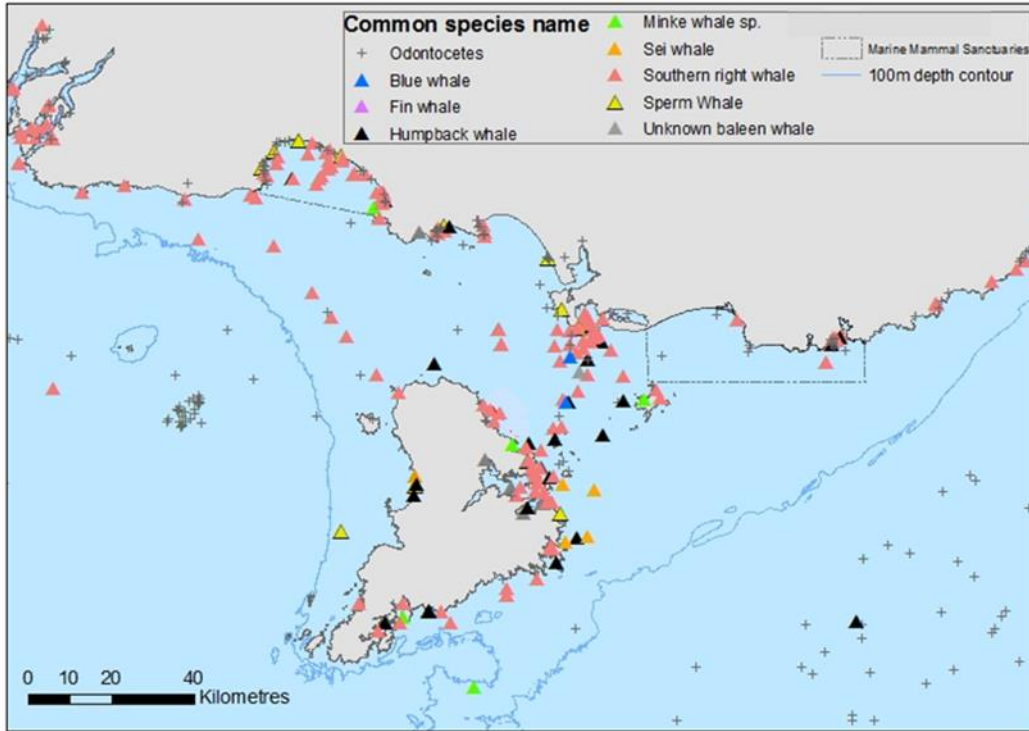 Common species name
Odontocetes
Blue whale
Fin whale
Humpback whale
Minke whale sp.
Sei whale
Southern right whale
Sperm Whale
Unknown baleen whale
Marine Mammal Sanctuaries
100m depth contour
0 10 20 40
Kilometres